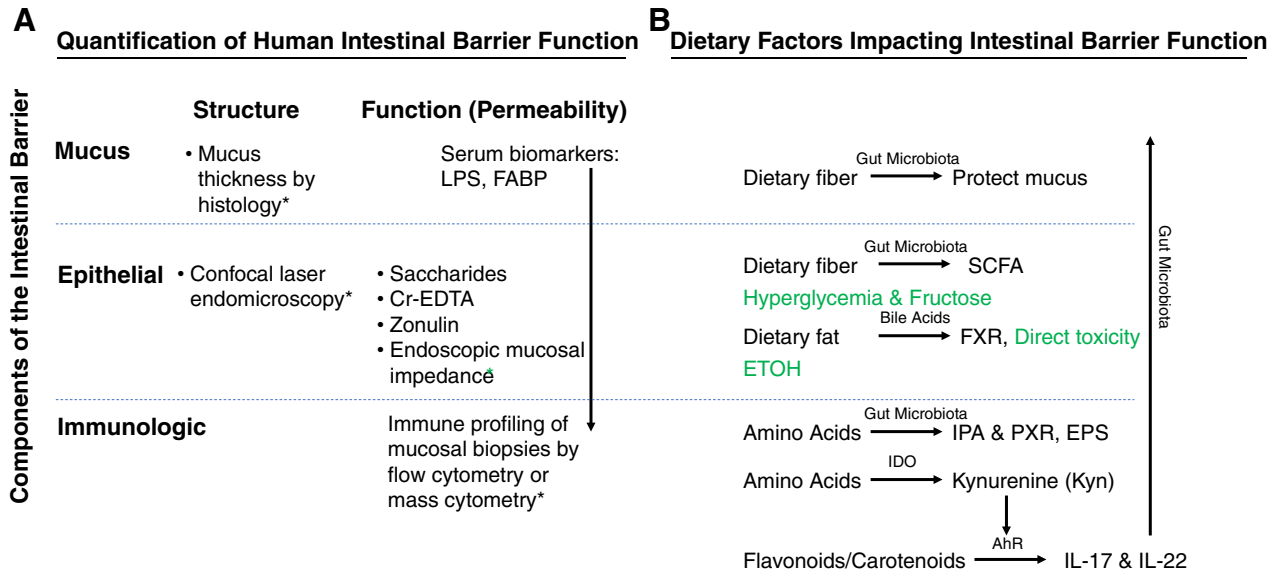 A
Quantification of Human Intestinal Barrier Function
Components of the Intestinal Barrier
Structure
Function (Permeability)
Mucus
• Mucus
thickness by
histology*
Serum biomarkers:
LPS, FABP
Epithelial
• Confocal laser
endomicroscopy*
• Saccharides
• Cr-EDTA
• Zonulin
• Endoscopic mucosal
impedance*
Immunologic
Immune profiling of
mucosal biopsies by
flow cytometry or
mass cytometry*
B
Dietary Factors Impacting Intestinal Barrier Function
Dietary fiber
Gut Microbiota
Protect mucus
Dietary fiber
Gut Microbiota
SCFA
Hyperglycemia & Fructose
Dietary fat
Bile Acids
FXR, Direct toxicity
ETOH
Amino Acids
Gut Microbiota
IPA & PXR, EPS
Amino Acids
IDO
Kynurenine (Kyn)
Flavonoids/Carotenoids
AhR
IL-17 & IL-22
Gut Microbiota